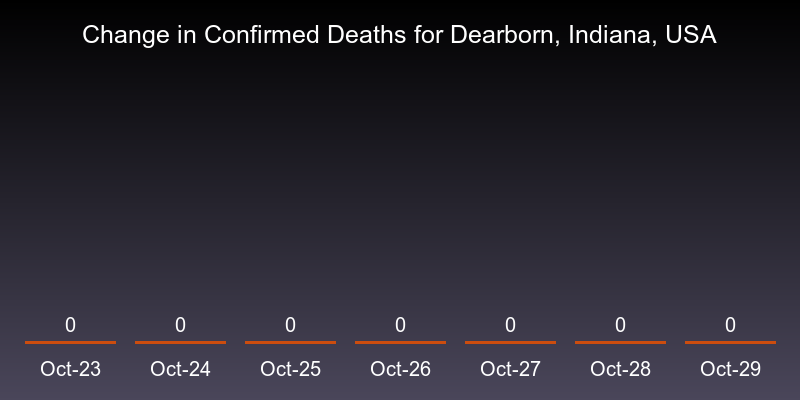 Change in Confirmed Deaths for Dearborn, Indiana, USA
0 0 0 0 0 0 0
Oct-23 Oct-24 Oct-25 Oct-26 Oct-27 Oct-28 Oct-29